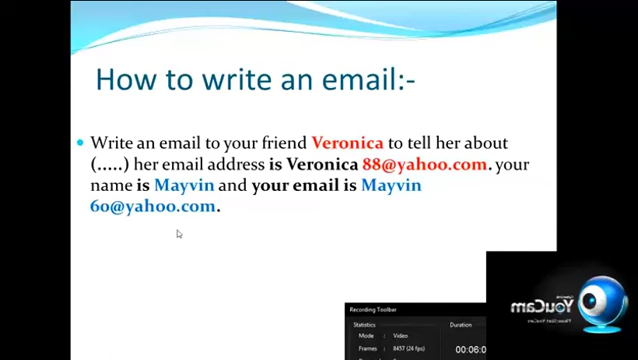 How to write an email:-
• Write an email to your friend Veronica to tell her about
(.....) her email address is Veronica 88@yahoo.com. your
name is Mayvin and your email is Mayvin
60@yahoo.com.
YouCam
Recording Toolbar
Statistics
Duration
Mode : Video
Frames : 8457 (24 fps)
00:06:0